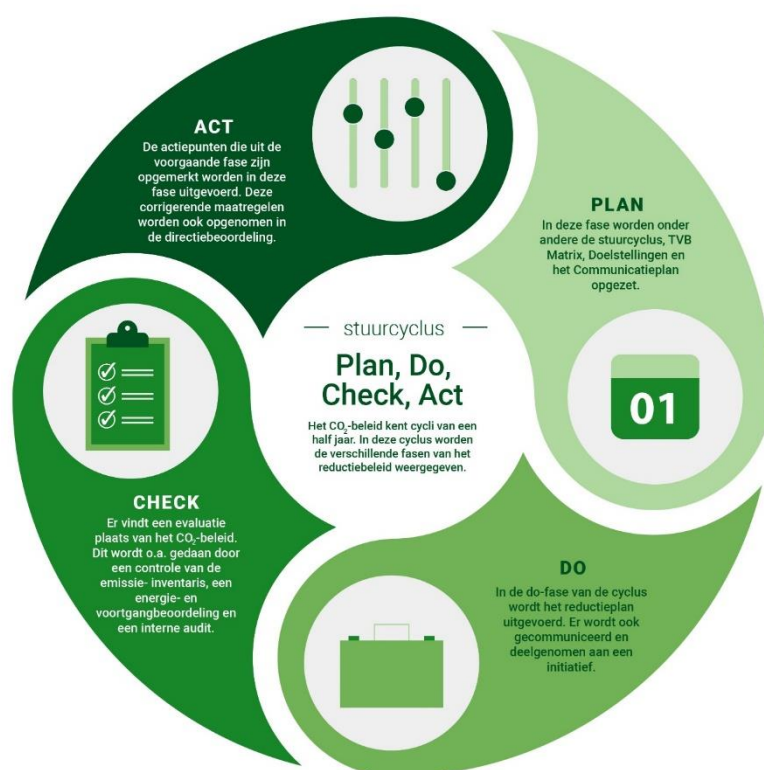 stuurcyclus
Plan, Do,
Check, Act
Het CO₂-beleid kent cycli van een
half jaar. In deze cyclus worden
de verschillende fasen van het
reductiebeleid weergegeven.
PLAN
In deze fase worden onder
andere de stuurcyclus, TVB
Matrix, Doelstellingen en
het Communicatieplan
opgezet.
01
DO
In de do-fase van de cyclus
wordt het reductieplan
uitgevoerd. Er wordt ook
gecommuniceerd en
deelgenomen aan een
initiatief.
CHECK
Er vindt een evaluatie
plaats van het CO₂-beleid.
Dit wordt o.a. gedaan door
een controle van de
emissie- inventaris, een
energie- en
voortgangbeoordeling en
een interne audit.
ACT
De actiepunten die uit de
voorgaande fase zijn
opgemerkt worden in deze
fase uitgevoerd. Deze
corrigerende maatregelen
worden ook opgenomen in
de directiebeoordeling.